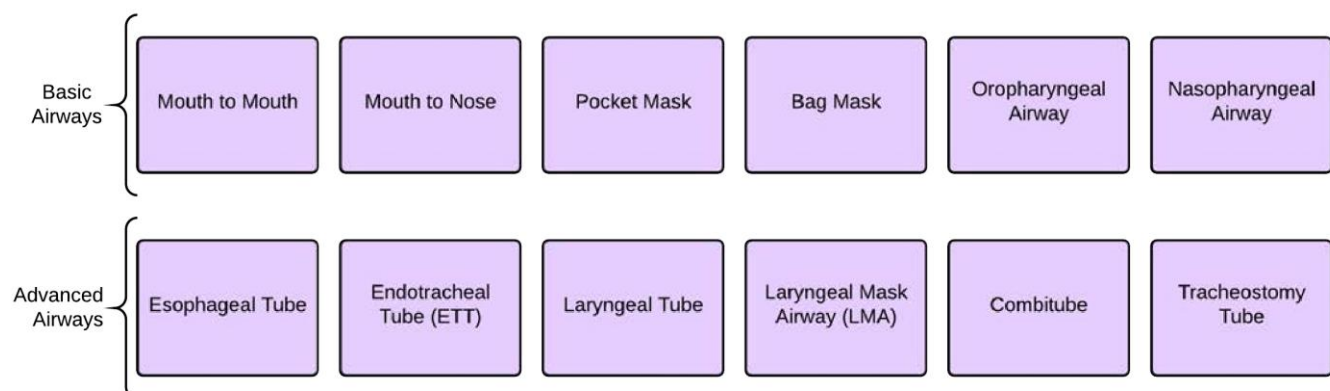 Basic
Airways
Mouth to Mouth
Mouth to Nose
Pocket Mask
Bag Mask
Oropharyngeal
Airway
Nasopharyngeal
Airway
Advanced
Airways
Esophageal Tube
Endotracheal
Tube (ETT)
Laryngeal Tube
Laryngeal Mask
Airway (LMA)
Combitube
Tracheostomy
Tube